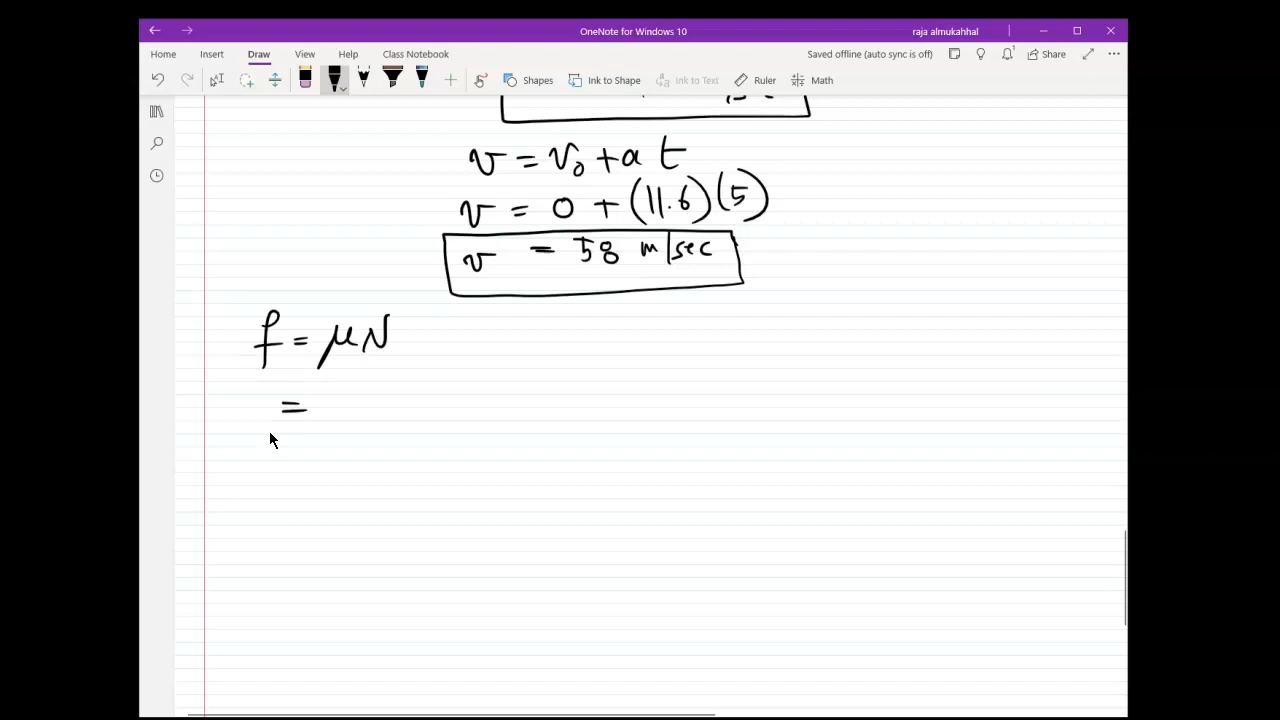 OneNote for Windows 10
raja almukahhal
Home Insert Draw View Help Class Notebook
Saved offline (auto sync is off)
Share
Shapes
Ink to Shape
Ink to Text
Ruler
Math
v = v₀ + a t
v = 0 + (11.6)(5)
v = 58 m/sec
f = μN
=